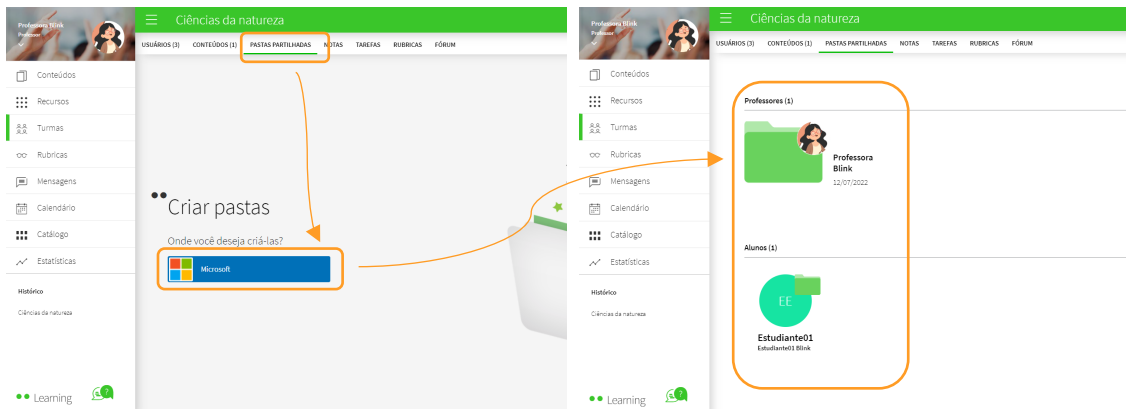 Professora Blink
Professor
Ciências da natureza
USUÁRIOS (3) CONTEÚDOS (1) PASTAS PARTILHADAS NOTAS TAREFAS RUBRICAS FÓRUM
Conteúdos
Recursos
Turmas
Rubricas
Mensagens
Calendário
Catálogo
Estatísticas
Histórico
Ciências da natureza
Learning
?
Criar pastas
Onde você deseja criá-las?
Microsoft
Professora Blink
Professor
Ciências da natureza
USUÁRIOS (3) CONTEÚDOS (1) PASTAS PARTILHADAS NOTAS TAREFAS RUBRICAS FÓRUM
Conteúdos
Recursos
Turmas
Rubricas
Mensagens
Calendário
Catálogo
Estatísticas
Histórico
Ciências da natureza
Learning
?
Professores (1)
Professora
Blink
12/07/2022
Alunos (1)
EE
Estudiante01
Estudiante01 Blink